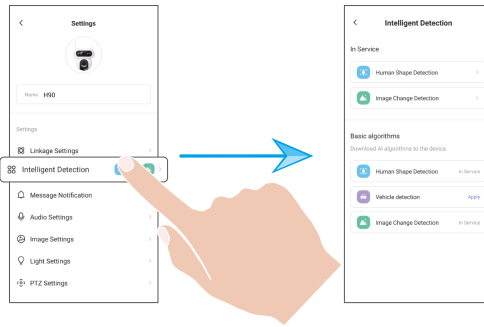 Settings
Name H90
Settings
Linkage Settings
Intelligent Detection
Message Notification
Audio Settings
Image Settings
Light Settings
PTZ Settings
Intelligent Detection
In Service
Human Shape Detection
Image Change Detection
Basic algorithms
Download AI algorithms to the device.
Human Shape Detection In Service
Vehicle detection Apply
Image Change Detection In Service